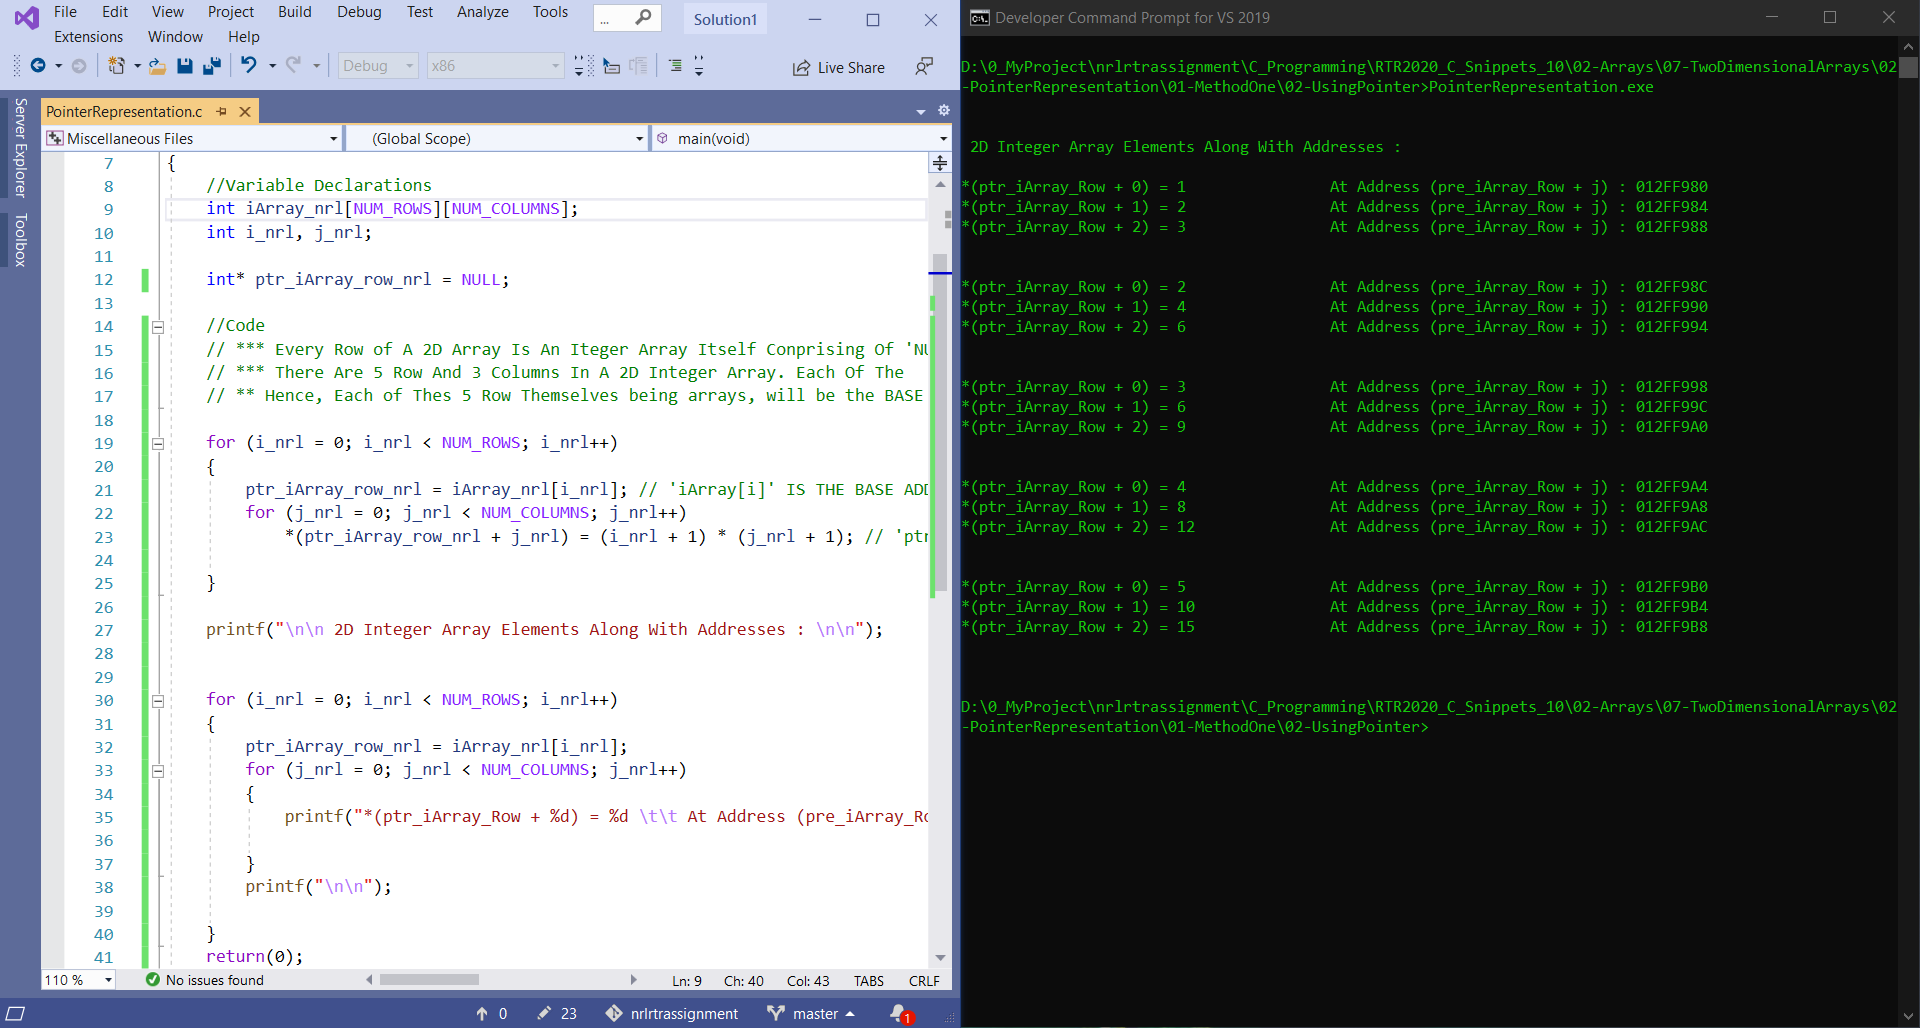 File Edit View Project Build Debug Test Analyze Tools ... Solution1
Extensions Window Help
Debug x86 Live Share
Server Explorer
Toolbox
PointerRepresentation.c
Miscellaneous Files (Global Scope) main(void)
7 {
8 //Variable Declarations
9 int iArray_nrl[NUM_ROWS][NUM_COLUMNS];
10 int i_nrl, j_nrl;
11
12 int* ptr_iArray_row_nrl = NULL;
13
14 //Code
15 // *** Every Row of A 2D Array Is An Iteger Array Itself Conprising Of 'NU
16 // *** There Are 5 Row And 3 Columns In A 2D Integer Array. Each Of The
17 // ** Hence, Each of Thes 5 Row Themselves being arrays, will be the BASE
18
19 for (i_nrl = 0; i_nrl < NUM_ROWS; i_nrl++)
20 {
21 ptr_iArray_row_nrl = iArray_nrl[i_nrl]; // 'iArray[i]' IS THE BASE ADD
22 for (j_nrl = 0; j_nrl < NUM_COLUMNS; j_nrl++)
23 *(ptr_iArray_row_nrl + j_nrl) = (i_nrl + 1) * (j_nrl + 1); // 'ptr
24
25 }
26
27 printf("\n\n 2D Integer Array Elements Along With Addresses : \n\n");
28
29
30 for (i_nrl = 0; i_nrl < NUM_ROWS; i_nrl++)
31 {
32 ptr_iArray_row_nrl = iArray_nrl[i_nrl];
33 for (j_nrl = 0; j_nrl < NUM_COLUMNS; j_nrl++)
34 {
35 printf("*(ptr_iArray_Row + %d) = %d \t\t At Address (pre_iArray_Ro
36
37 }
38 printf("\n\n");
39
40 }
41 return(0);
110 % No issues found Ln: 9 Ch: 40 Col: 43 TABS CRLF
0 23 nrlrtrassignment master 1
Developer Command Prompt for VS 2019
D:\0_MyProject\nrlrtrassignment\C_Programming\RTR2020_C_Snippets_10\02-Arrays\07-TwoDimensionalArrays\02
-PointerRepresentation\01-MethodOne\02-UsingPointer>PointerRepresentation.exe
2D Integer Array Elements Along With Addresses :
*(ptr_iArray_Row + 0) = 1 At Address (pre_iArray_Row + j) : 012FF980
*(ptr_iArray_Row + 1) = 2 At Address (pre_iArray_Row + j) : 012FF984
*(ptr_iArray_Row + 2) = 3 At Address (pre_iArray_Row + j) : 012FF988
*(ptr_iArray_Row + 0) = 2 At Address (pre_iArray_Row + j) : 012FF98C
*(ptr_iArray_Row + 1) = 4 At Address (pre_iArray_Row + j) : 012FF990
*(ptr_iArray_Row + 2) = 6 At Address (pre_iArray_Row + j) : 012FF994
*(ptr_iArray_Row + 0) = 3 At Address (pre_iArray_Row + j) : 012FF998
*(ptr_iArray_Row + 1) = 6 At Address (pre_iArray_Row + j) : 012FF99C
*(ptr_iArray_Row + 2) = 9 At Address (pre_iArray_Row + j) : 012FF9A0
*(ptr_iArray_Row + 0) = 4 At Address (pre_iArray_Row + j) : 012FF9A4
*(ptr_iArray_Row + 1) = 8 At Address (pre_iArray_Row + j) : 012FF9A8
*(ptr_iArray_Row + 2) = 12 At Address (pre_iArray_Row + j) : 012FF9AC
*(ptr_iArray_Row + 0) = 5 At Address (pre_iArray_Row + j) : 012FF9B0
*(ptr_iArray_Row + 1) = 10 At Address (pre_iArray_Row + j) : 012FF9B4
*(ptr_iArray_Row + 2) = 15 At Address (pre_iArray_Row + j) : 012FF9B8
D:\0_MyProject\nrlrtrassignment\C_Programming\RTR2020_C_Snippets_10\02-Arrays\07-TwoDimensionalArrays\02
-PointerRepresentation\01-MethodOne\02-UsingPointer>